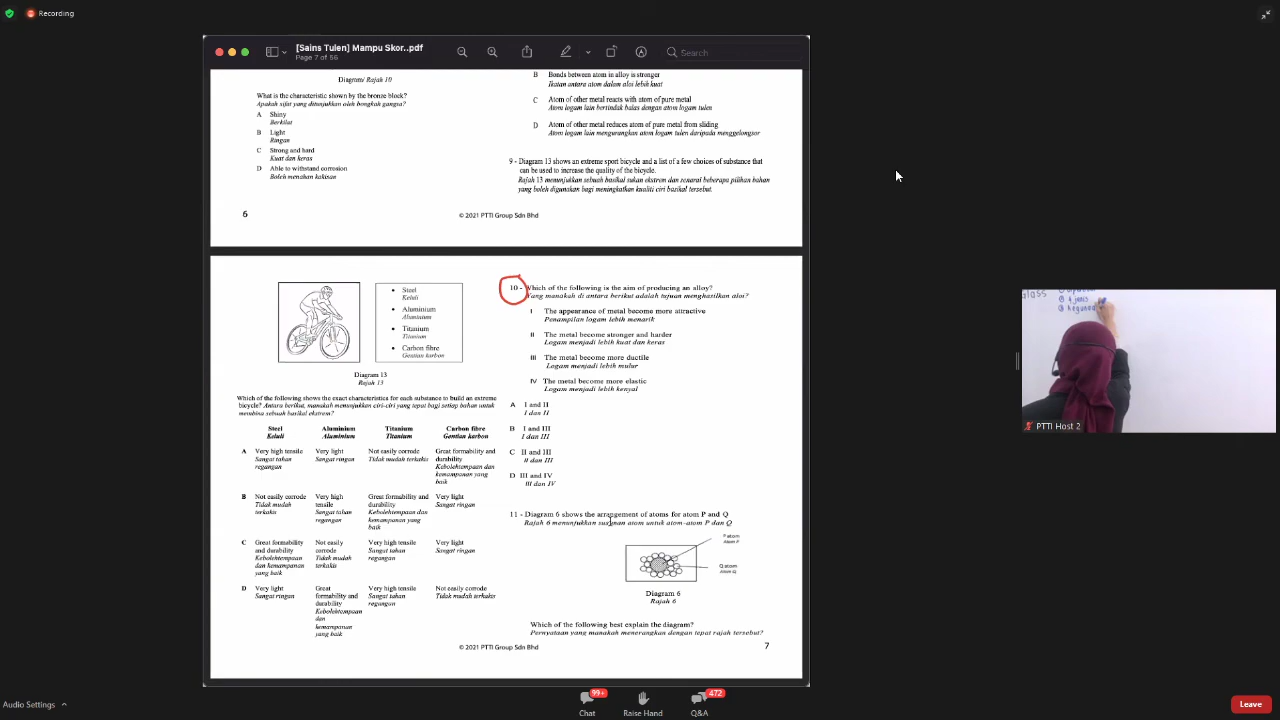 Recording
[Sains Tulen] Mampu Skor..pdf
Page 7 of 56
Search
Diagram/ Rajah 10
What is the characteristic shown by the bronze block?
Apakah sifat yang ditunjukkan oleh bongkah gangsa?
A Shiny
Berkilat
B Light
Ringan
C Strong and hard
Kuat dan keras
D Able to withstand corrosion
Boleh menahan kakisan
6
B Bonds between atom in alloy is stronger
Ikatan antara atom dalam aloi lebih kuat
C Atom of other metal reacts with atom of pure metal
Atom logam lain bertindak balas dengan atom logam tulen
D Atom of other metal reduces atom of pure metal from sliding
Atom logam lain mengurangkan atom logam tulen daripada menggelongsor
9 - Diagram 13 shows an extreme sport bicycle and a list of a few choices of substance that
can be used to increase the quality of the bicycle.
Rajah 13 menunjukkan sebuah basikal sukan ekstrem dan senarai beberapa pilihan bahan
yang boleh digunakan bagi meningkatkan kualiti ciri basikal tersebut.
© 2021 PTTI Group Sdn Bhd
• Steel
Keluli
• Aluminium
Aluminium
• Titanium
Titanium
• Carbon fibre
Gentian karbon
Diagram 13
Rajah 13
Which of the following shows the exact characteristics for each substance to build an extreme
bicycle? Antara berikut, manakah menunjukkan ciri-ciri yang tepat bagi setiap bahan untuk
membina sebuah basikal ekstrem?
Steel Aluminium Titanium Carbon fibre
Keluli Aluminium Titanium Gentian karbon
A Very high tensile Very light Not easily corrode Great formability and
Sangat tahan Sangat ringan Tidak mudah terkakis durability
regangan Kebolehtempaan dan
kemampanan yang
baik
B Not easily corrode Very high Great formability and Very light
Tidak mudah tensile durability Sangat ringan
terkakis Sangat tahan Kebolehtempaan dan
regangan kemampanan yang
baik
C Great formability Not easily Very high tensile Very light
and durability corrode Sangat tahan Sangat ringan
Kebolehtempaan Tidak mudah regangan
dan kemampanan terkakis
yang baik
D Very light Great Very high tensile Not easily corrode
Sangat ringan formability and Sangat tahan Tidak mudah terkakis
durability regangan
Kebolehtempaan
dan
kemampanan
yang baik
10 - Which of the following is the aim of producing an alloy?
Yang manakah di antara berikut adalah tujuan menghasilkan aloi?
I The appearance of metal become more attractive
Penampilan logam lebih menarik
II The metal become stronger and harder
Logam menjadi lebih kuat dan keras
III The metal become more ductile
Logam menjadi lebih mulur
IV The metal become more elastic
Logam menjadi lebih kenyal
A I and II
I dan II
B I and III
I dan III
C II and III
II dan III
D III and IV
III dan IV
11 - Diagram 6 shows the arrangement of atoms for atom P and Q
Rajah 6 menunjukkan susunan atom untuk atom-atom P dan Q
P atom
Atom P
Q atom
Atom Q
Diagram 6
Rajah 6
Which of the following best explain the diagram?
Pernyataan yang manakah menerangkan dengan tepat rajah tersebut?
© 2021 PTTI Group Sdn Bhd
7
glass
PTTI Host 2
Audio Settings
99+
Chat
Raise Hand
472
Q&A
Leave